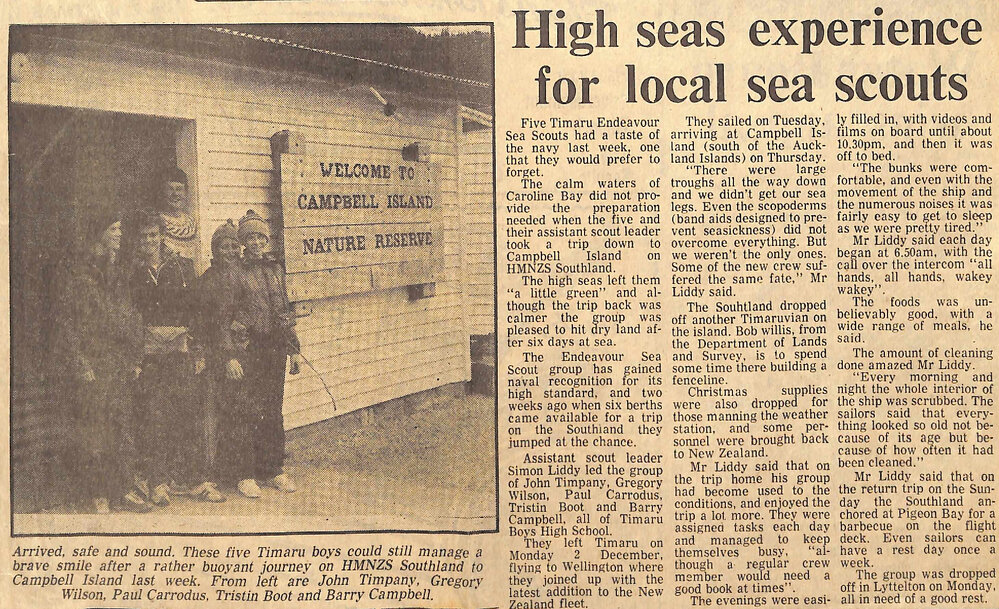 High seas experience
for local sea scouts
WELCOME TO
CAMPBELL ISLAND
NATURE RESERVE
Arrived, safe and sound. These five Timaru boys could still manage a
brave smile after a rather buoyant journey on HMNZS Southland to
Campbell Island last week. From left are John Timpany, Gregory
Wilson, Paul Carrodus, Tristin Boot and Barry Campbell.
Five Timaru Endeavour
Sea Scouts had a taste of
the navy last week, one
that they would prefer to
forget.
The calm waters of
Caroline Bay did not pro-
vide the preparation
needed when the five and
their assistant scout leader
took a trip down to
Campbell Island on
HMNZS Southland.
The high seas left them
"a little green" and al-
though the trip back was
calmer the group was
pleased to hit dry land af-
ter six days at sea.
The Endeavour Sea
Scout group has gained
naval recognition for its
high standard, and two
weeks ago when six berths
came available for a trip
on the Southland they
jumped at the chance.
Assistant scout leader
Simon Liddy led the group
of John Timpany, Gregory
Wilson, Paul Carrodus,
Tristin Boot and Barry
Campbell, all of Timaru
Boys High School.
They left Timaru on
Monday 2 December,
flying to Wellington where
they joined up with the
latest addition to the New
Zealand fleet.
They sailed on Tuesday,
arriving at Campbell Is-
land (south of the Auck-
land Islands) on Thursday.
"There were large
troughs all the way down
and we didn't get our sea
legs. Even the scopoderms
(band aids designed to pre-
vent seasickness) did not
overcome everything. But
we weren't the only ones.
Some of the new crew suf-
fered the same fate," Mr
Liddy said.
The Souhtland dropped
off another Timaruvian on
the island. Bob willis, from
the Department of Lands
and Survey, is to spend
some time there building a
fenceline.
Christmas supplies
were also dropped for
those manning the weather
station, and some per-
sonnel were brought back
to New Zealand.
Mr Liddy said that on
the trip home his group
had become used to the
conditions, and enjoyed the
trip a lot more. They were
assigned tasks each day
and managed to keep
themselves busy, "al-
though a regular crew
member would need a
good book at times".
The evenings were easi-
ly filled in, with videos and
films on board until about
10.30pm, and then it was
off to bed.
"The bunks were com-
fortable, and even with the
movement of the ship and
the numerous noises it was
fairly easy to get to sleep
as we were pretty tired."
Mr Liddy said each day
began at 6.50am, with the
call over the intercom "all
hands, all hands, wakey
wakey".
The foods was un-
believably good, with a
wide range of meals, he
said.
The amount of cleaning
done amazed Mr Liddy.
"Every morning and
night the whole interior of
the ship was scrubbed. The
sailors said that every-
thing looked so old not be-
cause of its age but be-
cause of how often it had
been cleaned."
Mr Liddy said that on
the return trip on the Sun-
day the Southland an-
chored at Pigeon Bay for a
barbecue on the flight
deck. Even sailors can
have a rest day once a
week.
The group was dropped
off in Lyttelton on Monday,
all in need of a good rest.